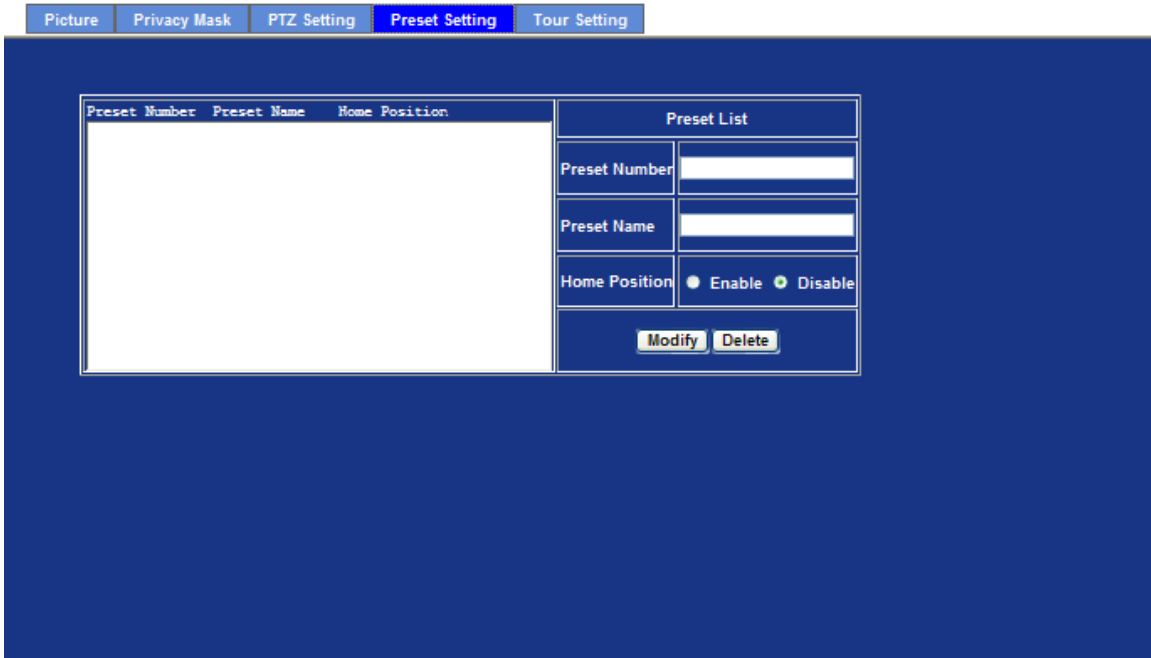 Picture Privacy Mask PTZ Setting Preset Setting Tour Setting
Preset Number Preset Name Home Position
Preset List
Preset Number
Preset Name
Home Position Enable Disable
Modify Delete